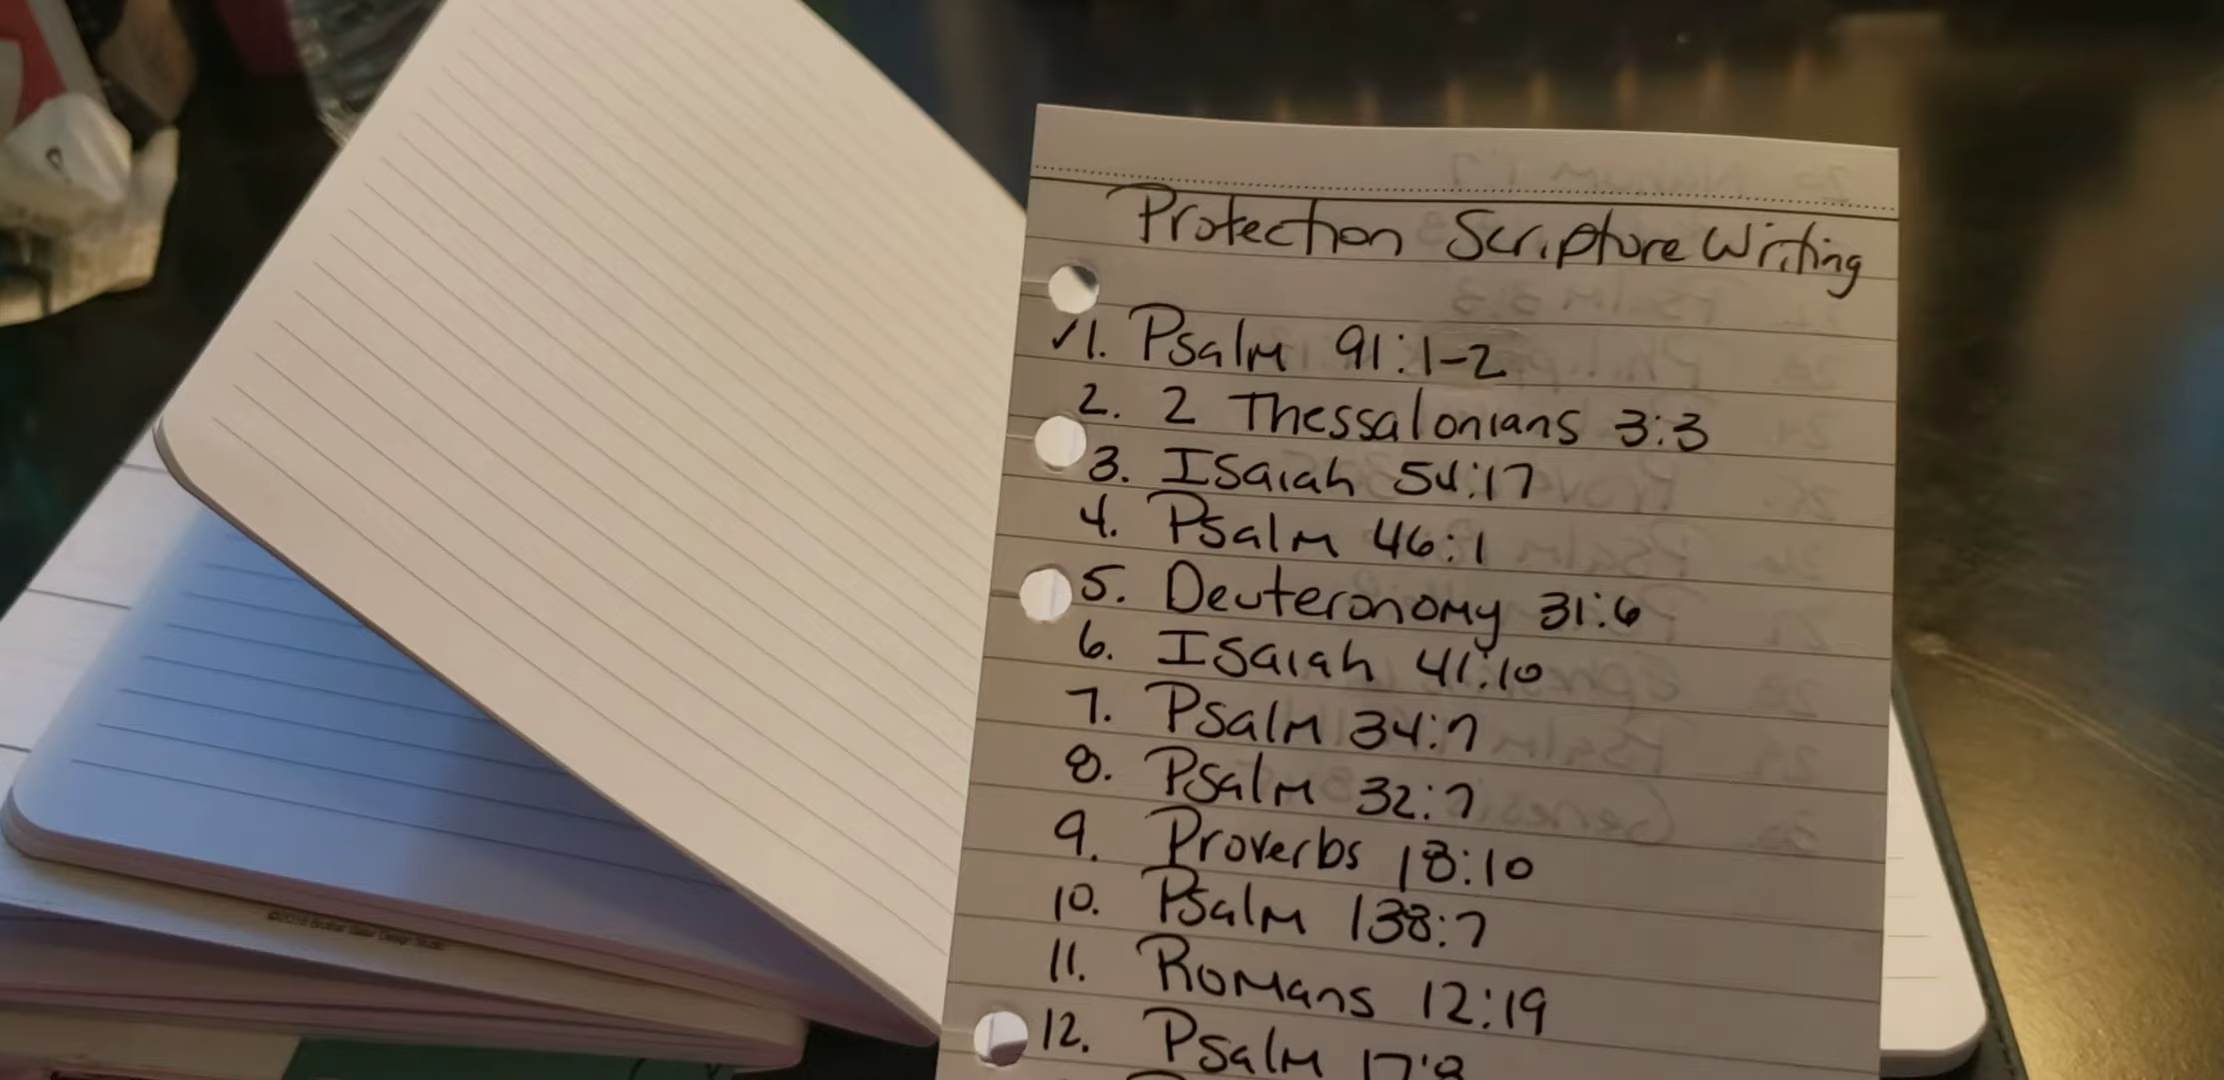 Protection Scripture Writing
✓1. Psalm 91:1-2
2. 2 Thessalonians 3:3
3. Isaiah 54:17
4. Psalm 46:1
5. Deuteronomy 31:6
6. Isaiah 41:10
7. Psalm 34:7
8. Psalm 32:7
9. Proverbs 18:10
10. Psalm 138:7
11. Romans 12:19
12. Psalm 17:8